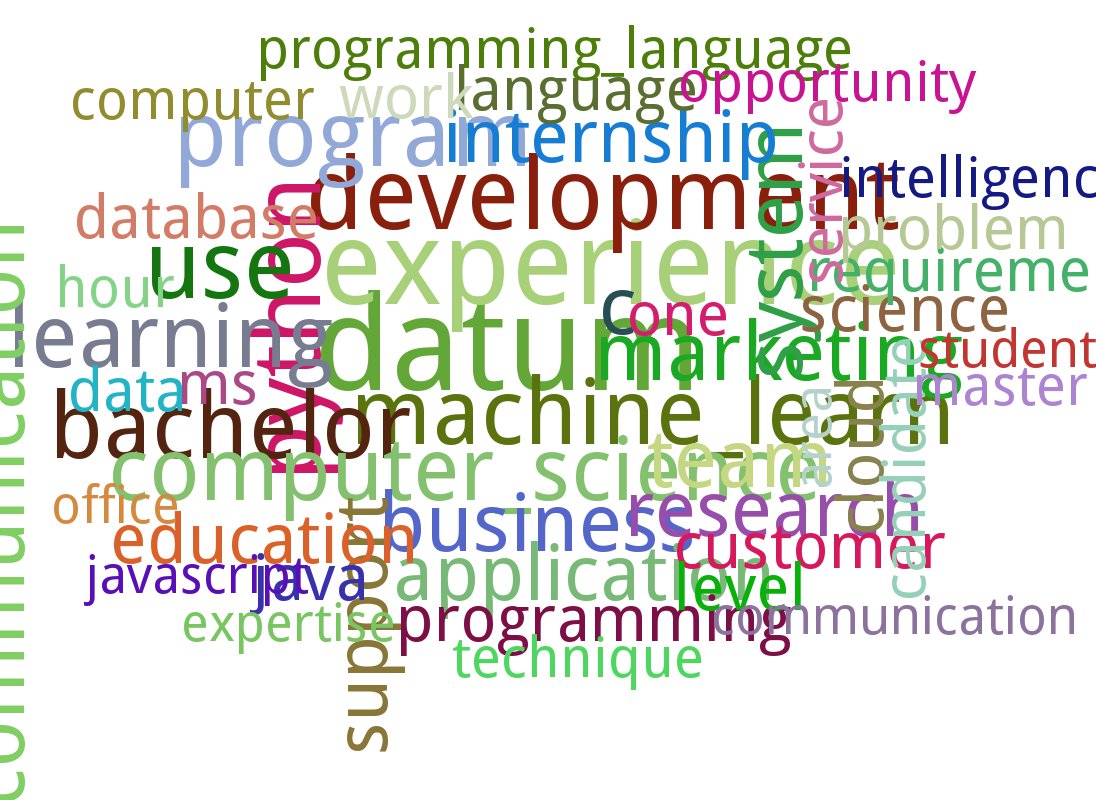 programming_language
computer
work
language
opportunity
program
internship
service
intelligenc
development
python
system
database
problem
use
experience
hour
requireme
c
one
science
learning
datum
marketing
student
data
ms
master
bachelor
machine_learn
area
cloud
candidate
computer_science
team
communication
office
education
business
research
customer
javascript
java
support
application
level
expertise
programming
communication
technique